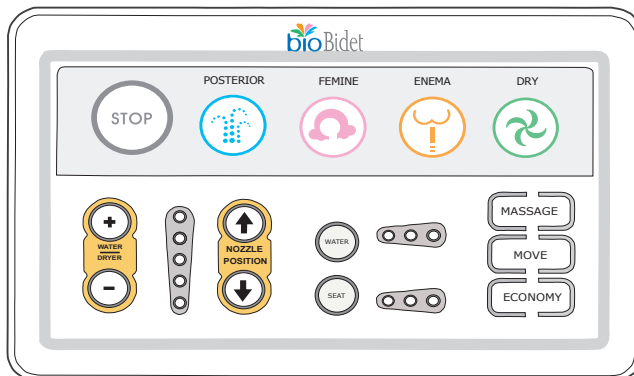 bioBidet
POSTERIOR
FEMINE
ENEMA
DRY
STOP
+
WATER
DRYER
−
NOZZLE
POSITION
WATER
SEAT
MASSAGE
MOVE
ECONOMY